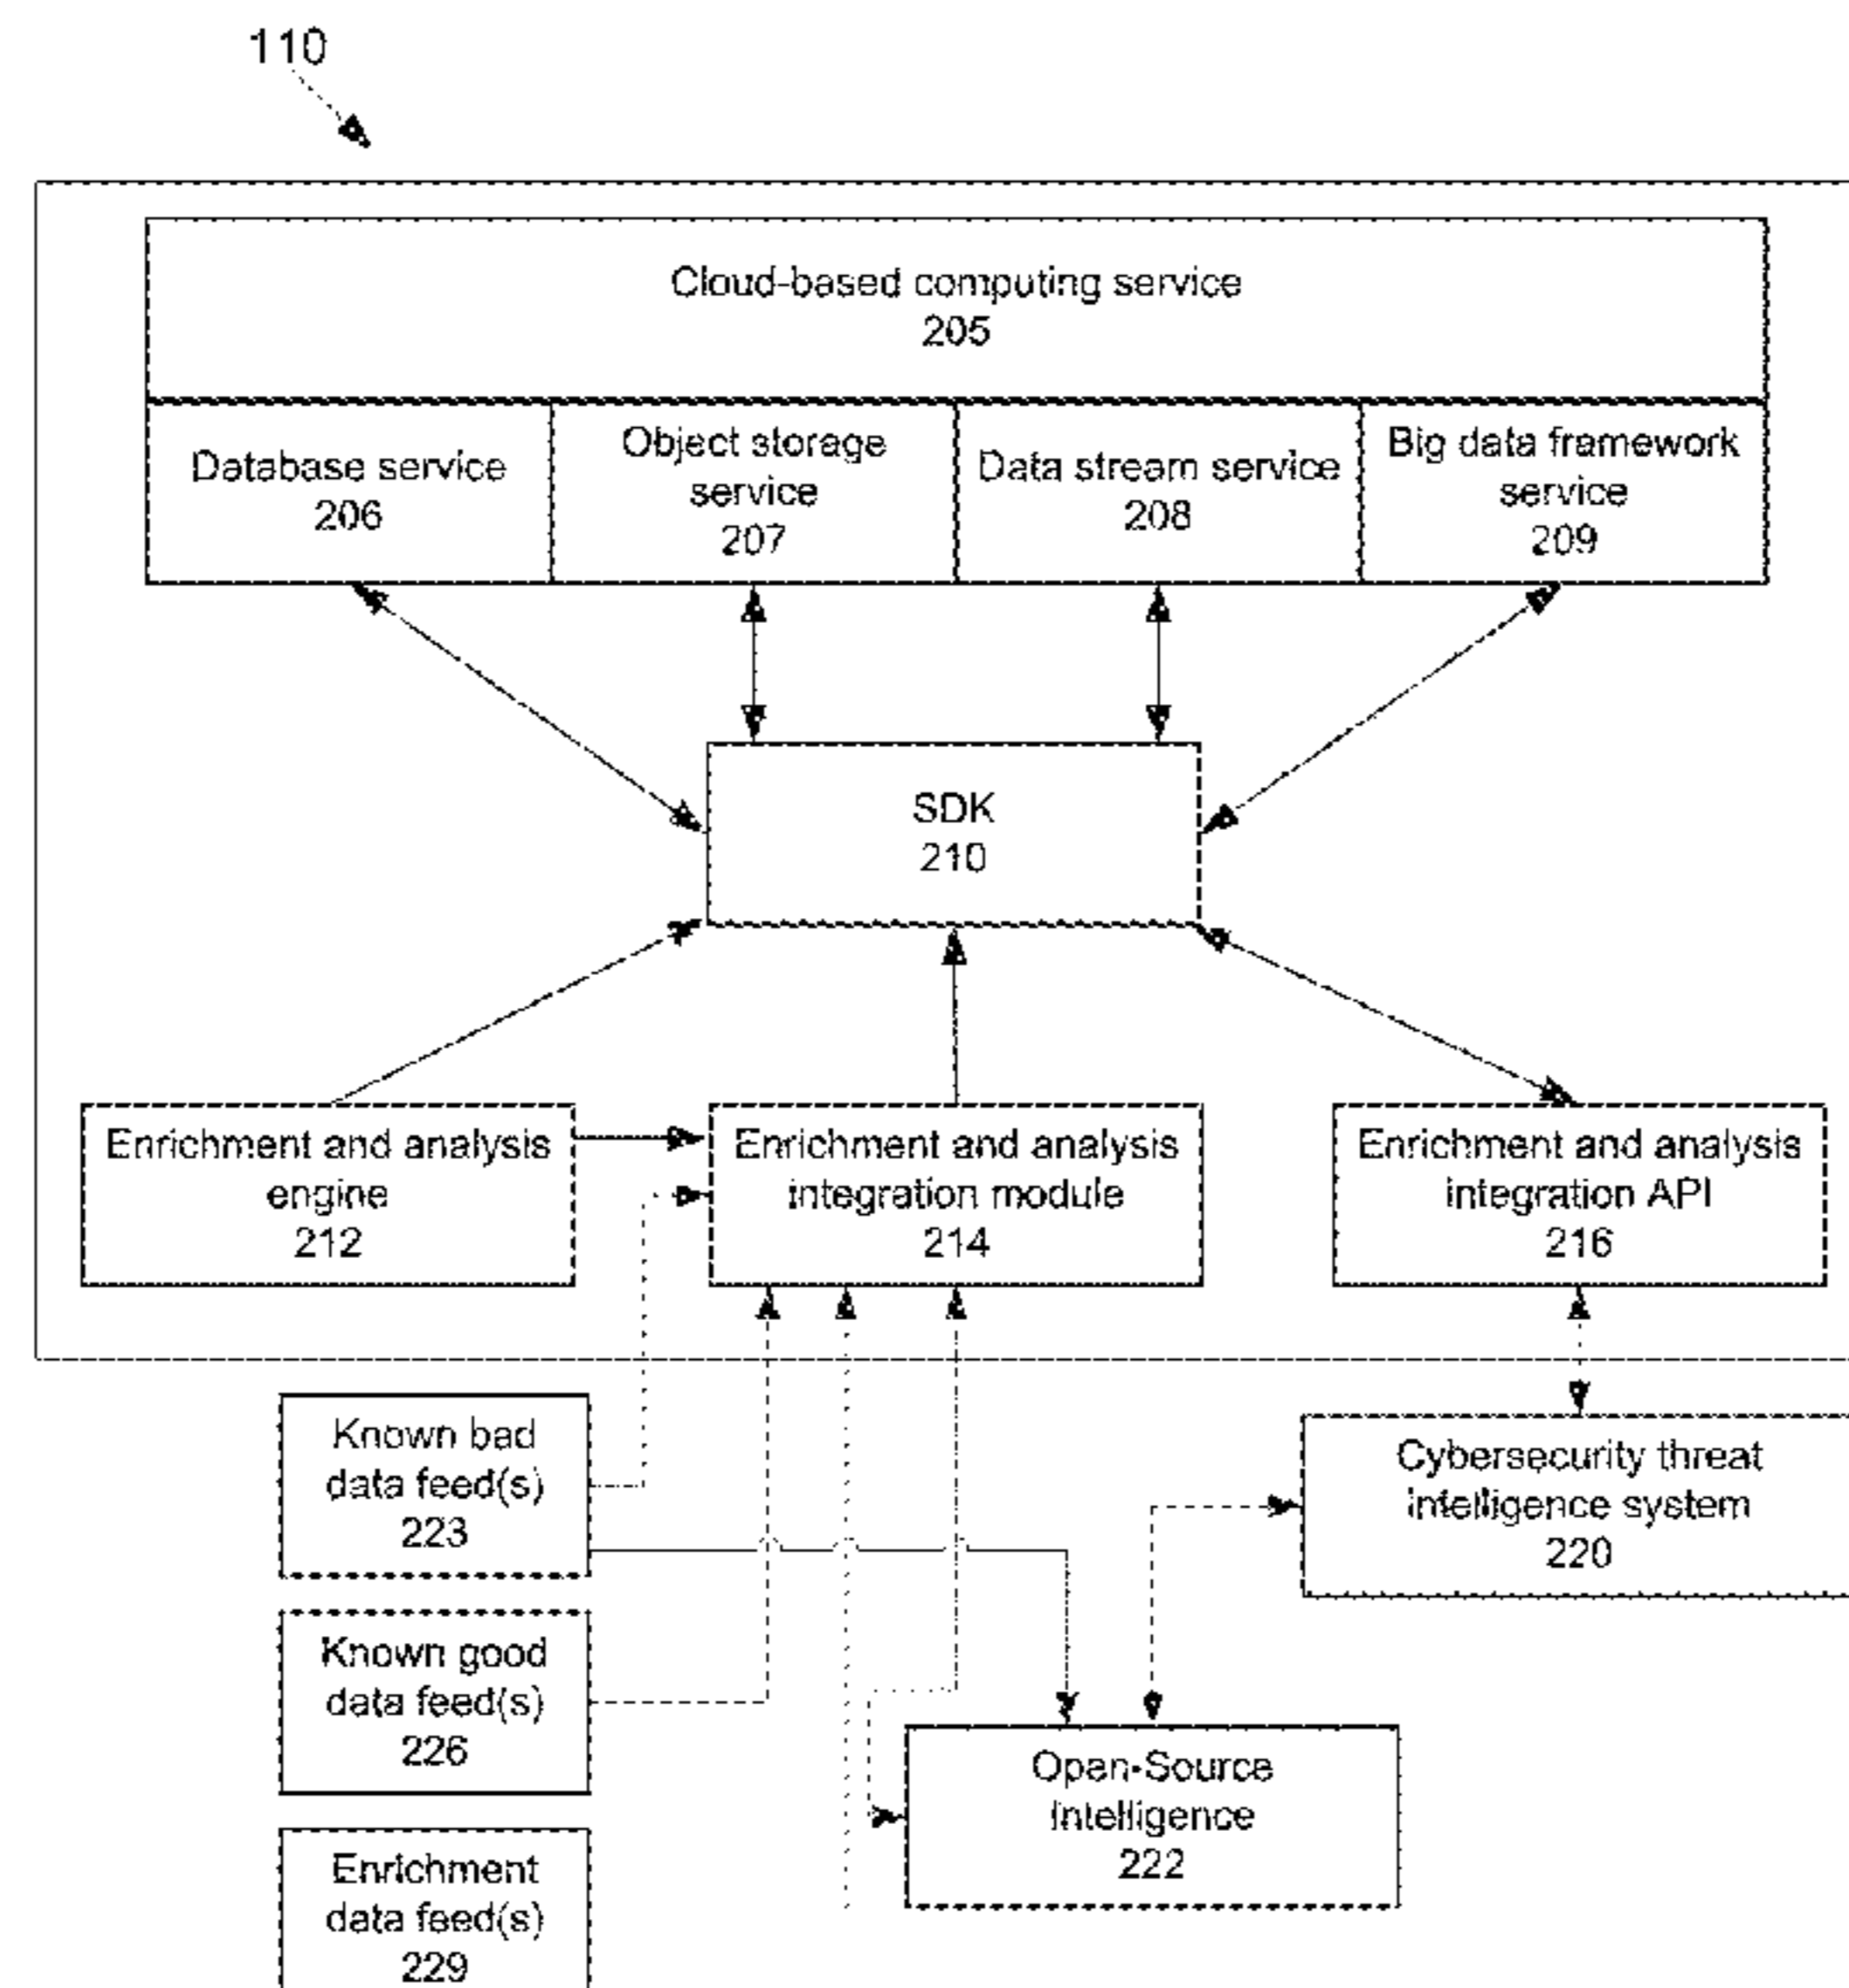 110
Cloud-based computing service
205
Database service
206
Object storage
service
207
Data stream service
208
Big data framework
service
209
SDK
210
Enrichment and analysis
engine
212
Enrichment and analysis
integration module
214
Enrichment and analysis
integration API
216
Known bad
data feed(s)
223
Cybersecurity threat
intelligence system
220
Known good
data feed(s)
226
Open-Source
Intelligence
222
Enrichment
data feed(s)
229